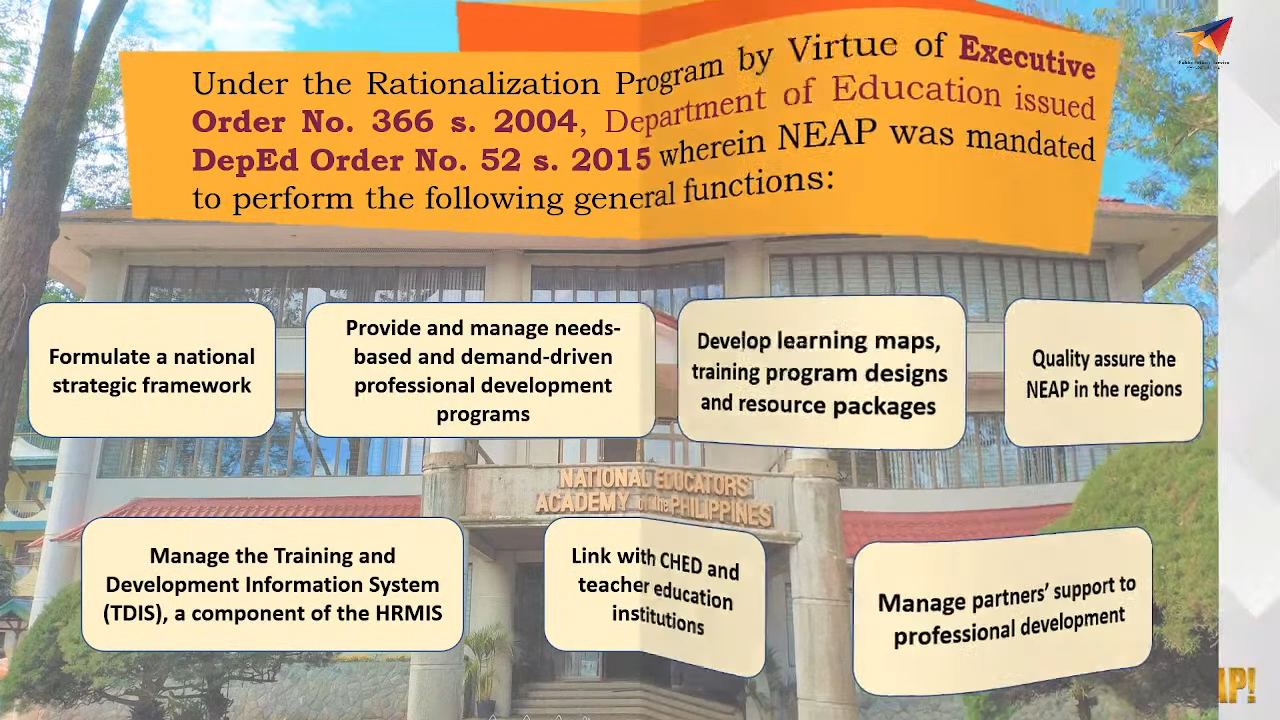 Under the Rationalization Program by Virtue of Executive
Order No. 366 s. 2004, Department of Education issued
DepEd Order No. 52 s. 2015 wherein NEAP was mandated
to perform the following general functions:
Formulate a national
strategic framework
Provide and manage needs-
based and demand-driven
professional development
programs
Develop learning maps,
training program designs
and resource packages
Quality assure the
NEAP in the regions
NATIONAL EDUCATORS
ACADEMY of the PHILIPPINES
Manage the Training and
Development Information System
(TDIS), a component of the HRMIS
Link with CHED and
teacher education
institutions
Manage partners' support to
professional development
AP!